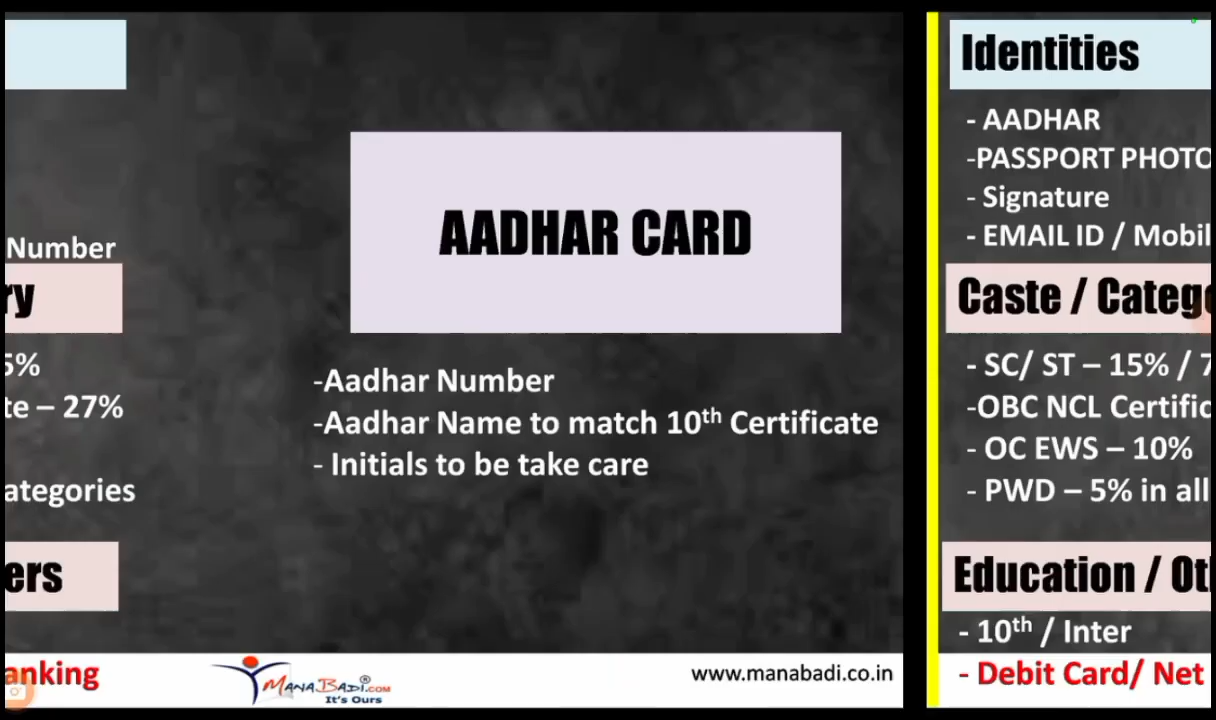 Number
ry
5%
te – 27%
ategories
ers
anking
AADHAR CARD
-Aadhar Number
-Aadhar Name to match 10th Certificate
- Initials to be take care
MANABADI.COM®
It's Ours
www.manabadi.co.in
Identities
- AADHAR
-PASSPORT PHOTO
- Signature
- EMAIL ID / Mobil
Caste / Catego
- SC/ ST – 15% / 7
-OBC NCL Certific
- OC EWS – 10%
- PWD – 5% in all
Education / Ot
- 10th / Inter
- Debit Card/ Net